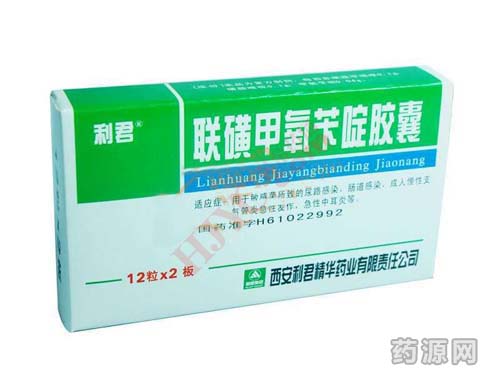 利君®
联磺甲氧苄啶胶囊
Lianhuang Jiayangbianding Jiaonang
适应症:用于敏感菌所致的尿路感染、肠道感染、成人慢性支
气管炎急性发作、急性中耳炎等。
国药准字H61022992
12粒x2板
西安利君精华药业有限责任公司
药源网